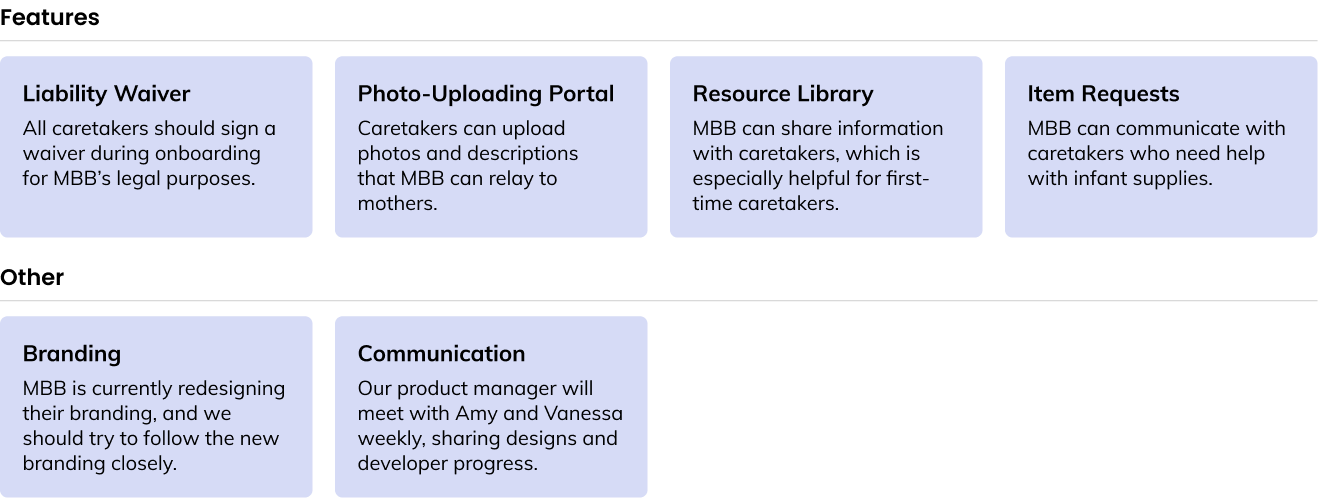 Features
Liability Waiver
All caretakers should sign a
waiver during onboarding
for MBB’s legal purposes.
Photo-Uploading Portal
Caretakers can upload
photos and descriptions
that MBB can relay to
mothers.
Resource Library
MBB can share information
with caretakers, which is
especially helpful for first-
time caretakers.
Item Requests
MBB can communicate with
caretakers who need help
with infant supplies.
Other
Branding
MBB is currently redesigning
their branding, and we
should try to follow the new
branding closely.
Communication
Our product manager will
meet with Amy and Vanessa
weekly, sharing designs and
developer progress.